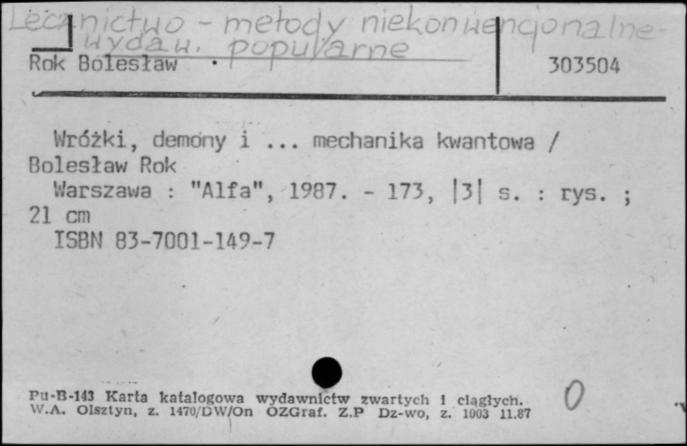 Lecznictwo - metody niekonwencjonalne -
wydaw. popularne
Rok Bolesław 303504
Wróżki, demony i ... mechanika kwantowa /
Bolesław Rok
Warszawa : "Alfa", 1987. - 173, |3| s. : rys. ;
21 cm
ISBN 83-7001-149-7
Pu-B-143 Karta katalogowa wydawnictw zwartych i ciągłych.
W.A. Olsztyn, z. 1470/DW/On OZGraf. Z.P Dz-wo, z. 1003 11.87
0